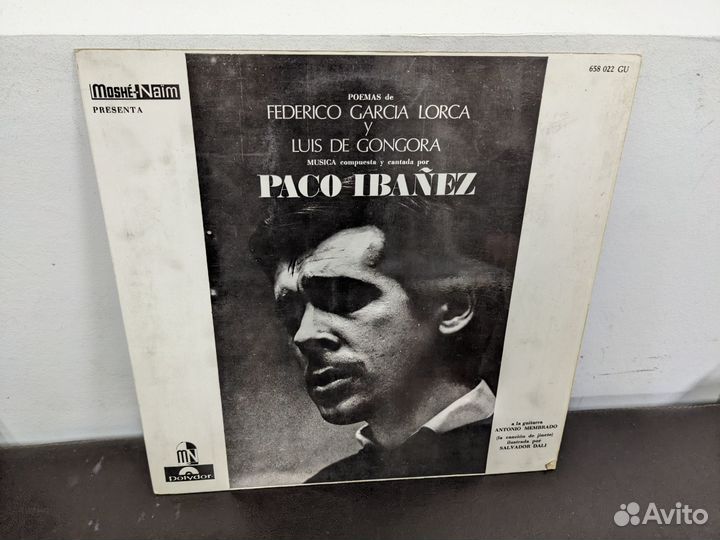 MOSHÉ-Naïm
PRESENTA
658 022 GU
POEMAS de
FEDERICO GARCIA LORCA
y
LUIS DE GONGORA
MUSICA compuesta y cantada por
PACO IBAÑEZ
a la guitarra
ANTONIO MEMBRADO
(la canción de jinete)
ilustrada por
SALVADOR DALI
MN
Polydor
Avito